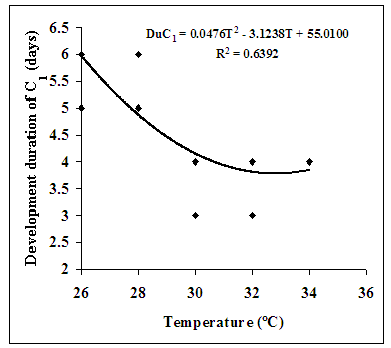 DuC₁ = 0.0476T² - 3.1238T + 55.0100
R² = 0.6392
Development duration of C₁ (days)
6.5
6
5.5
5
4.5
4
3.5
3
2.5
2
26 28 30 32 34 36
Temperature (ºC)